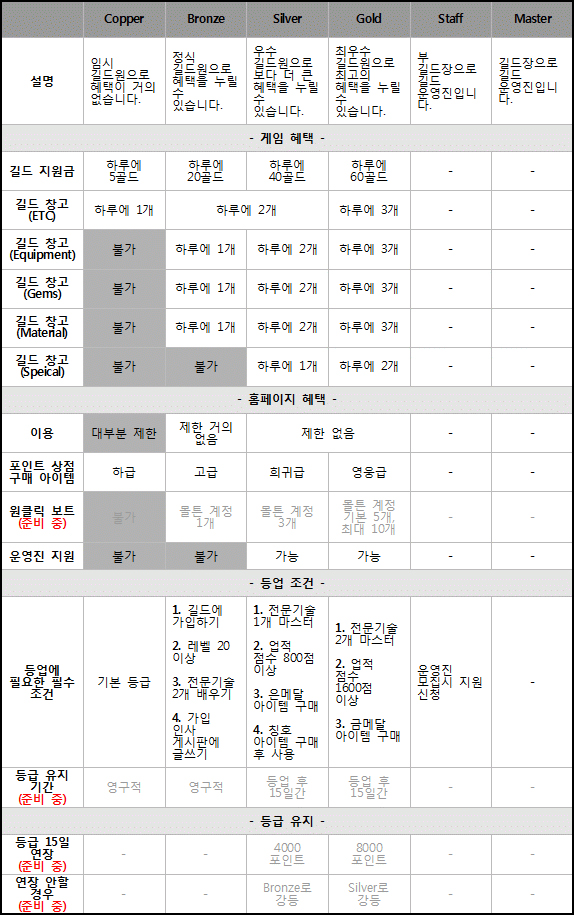 Copper Bronze Silver Gold Staff Master
설명
임시
길드원으로
혜택이 거의
없습니다.
정식
길드원으로
혜택을 누릴
수
있습니다.
우수
길드원으로
보다 더 큰
혜택을 누릴
수
있습니다.
최우수
길드원으로
최고의
혜택을 누릴
수
있습니다.
부
길드장으로
길드
운영진입니
다.
길드장으로
길드
운영진입니
다.
- 게임 혜택 -
길드 지원금
하루에
5골드
하루에
20골드
하루에
40골드
하루에
60골드
-
-
길드 창고
(ETC)
하루에 1개
하루에 2개
하루에 3개
-
-
길드 창고
(Equipment)
불가
하루에 1개
하루에 2개
하루에 3개
-
-
길드 창고
(Gems)
불가
하루에 1개
하루에 2개
하루에 3개
-
-
길드 창고
(Material)
불가
하루에 1개
하루에 2개
하루에 3개
-
-
길드 창고
(Speical)
불가
불가
하루에 1개
하루에 2개
-
-
- 홈페이지 혜택 -
이용
대부분 제한
제한 거의
없음
제한 없음
-
-
포인트 상점
구매 아이템
하급
고급
희귀급
영웅급
-
-
원클릭 보트
(준비 중)
불가
몰튼 계정
1개
몰튼 계정
3개
몰튼 계정
기본 5개,
최대 10개
-
-
운영진 지원
불가
불가
가능
가능
-
-
- 등업 조건 -
등업에
필요한 필수
조건
기본 등급
1. 길드에
가입하기
2. 레벨 20
이상
3. 전문기술
2개 배우기
4. 가입
인사
게시판에
글쓰기
1. 전문기술
1개 마스터
2. 업적
점수 800점
이상
3. 은메달
아이템 구매
4. 칭호
아이템 구매
후 사용
1. 전문기술
2개 마스터
2. 업적
점수
1600점
이상
3. 금메달
아이템 구매
운영진
모집시 지원
신청
-
등급 유지
기간
(준비 중)
영구적
영구적
등업 후
15일간
등업 후
15일간
-
-
- 등급 유지 -
등급 15일
연장
(준비 중)
-
-
4000
포인트
8000
포인트
-
-
연장 안할
경우
(준비 중)
-
-
Bronze로
강등
Silver로
강등
-
-